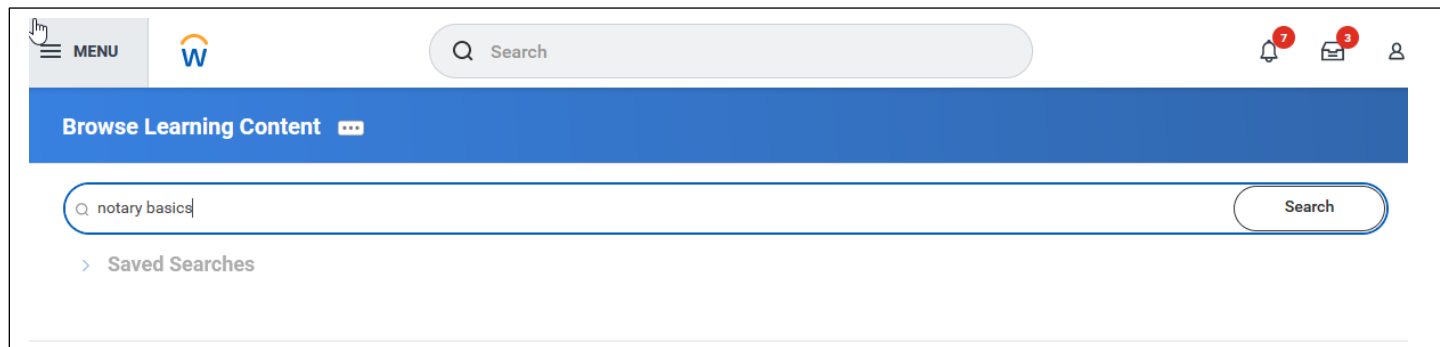 MENU
W
Search
7
3
Browse Learning Content
notary basics
Search
Saved Searches